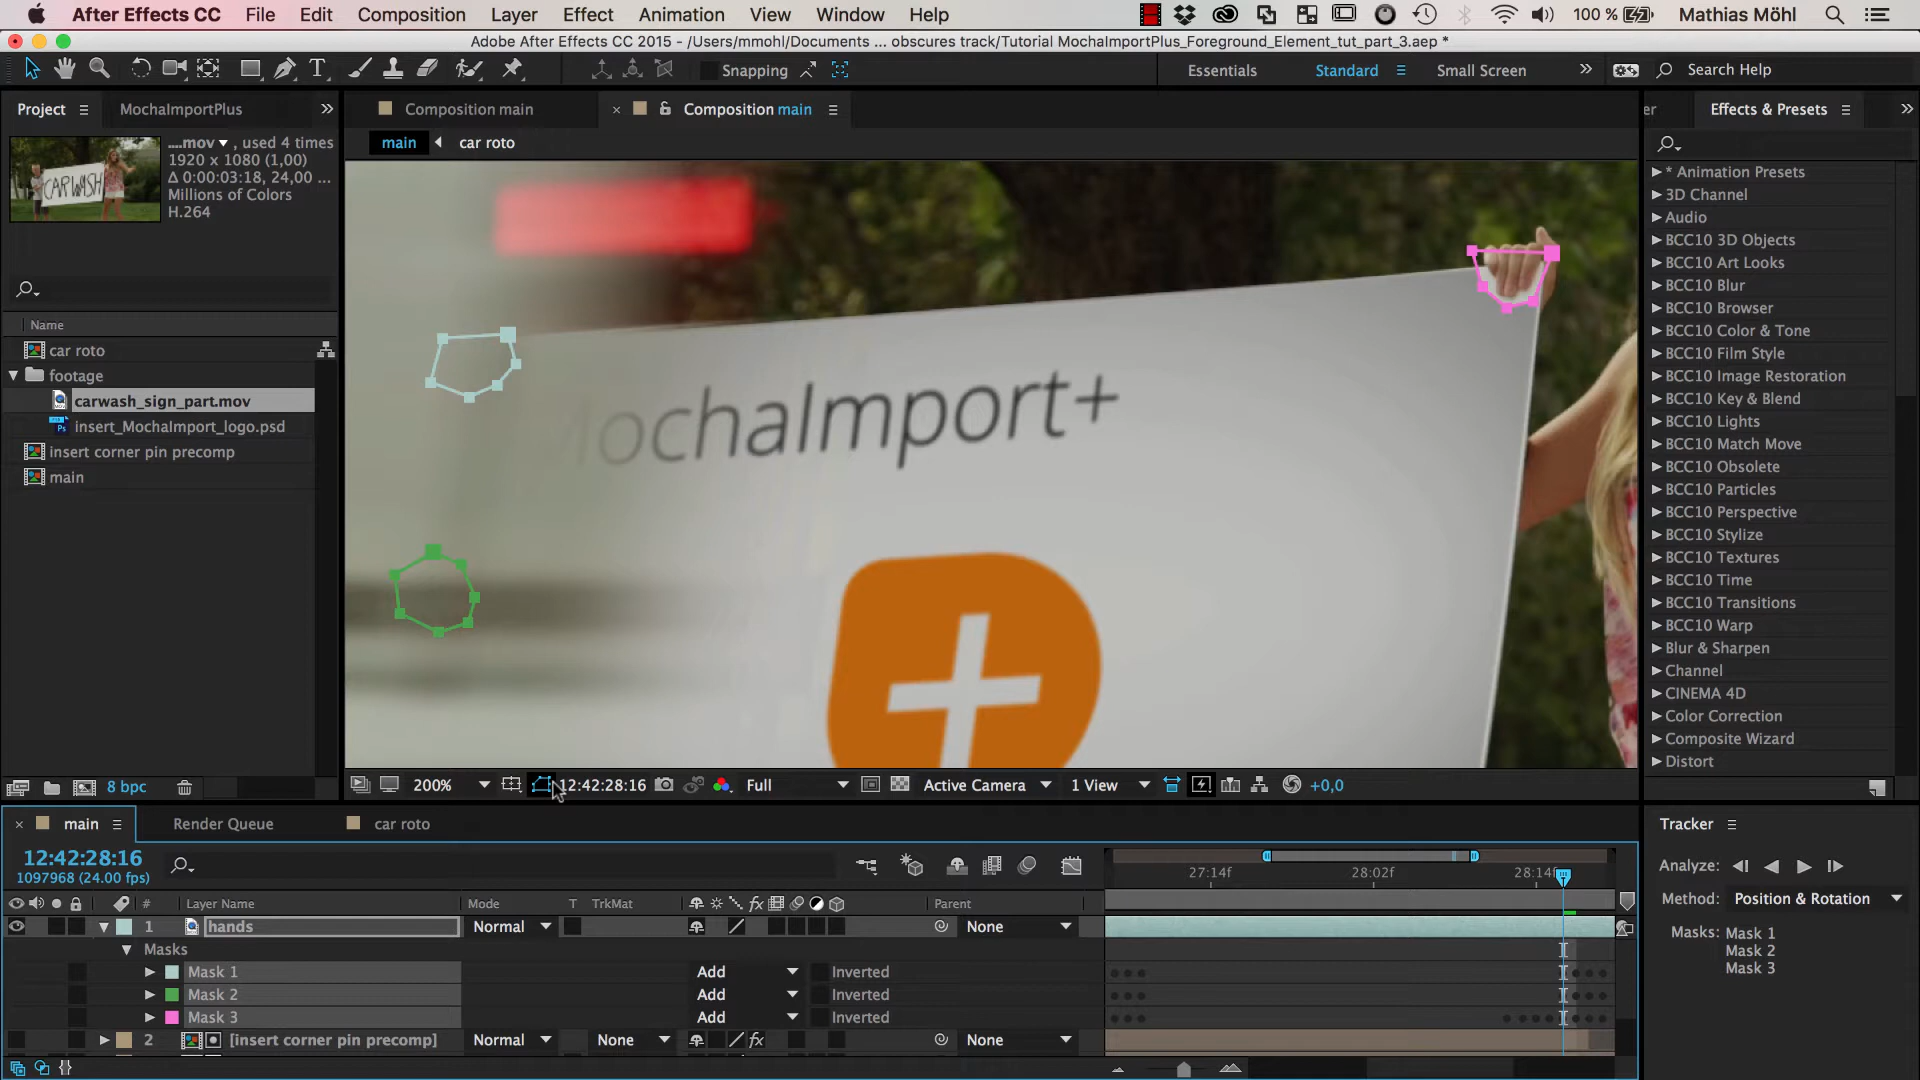 After Effects CC File Edit Composition Layer Effect Animation View Window Help 100 % Mathias Möhl
Adobe After Effects CC 2015 - /Users/mmohl/Documents ... obscures track/Tutorial MochaImportPlus_Foreground_Element_tut_part_3.aep *
Snapping Essentials Standard Small Screen Search Help
Project MochaImportPlus Composition main Composition main er Effects & Presets
....mov , used 4 times
1920 x 1080 (1,00)
Δ 0:00:03:18, 24,00 ...
Millions of Colors
H.264
CAR WASH
main car roto
Name
car roto
footage
carwash_sign_part.mov
insert_MochaImport_logo.psd
insert corner pin precomp
main
8 bpc
MochaImport+
200% 12:42:28:16 Full Active Camera 1 View +0,0
* Animation Presets
3D Channel
Audio
BCC10 3D Objects
BCC10 Art Looks
BCC10 Blur
BCC10 Browser
BCC10 Color & Tone
BCC10 Film Style
BCC10 Image Restoration
BCC10 Key & Blend
BCC10 Lights
BCC10 Match Move
BCC10 Obsolete
BCC10 Particles
BCC10 Perspective
BCC10 Stylize
BCC10 Textures
BCC10 Time
BCC10 Transitions
BCC10 Warp
Blur & Sharpen
Channel
CINEMA 4D
Color Correction
Composite Wizard
Distort
main Render Queue car roto
12:42:28:16
1097968 (24.00 fps)
27:14f 28:02f 28:14f
# Layer Name Mode T TrkMat fx Parent
1 hands Normal None
Masks
Mask 1 Add Inverted
Mask 2 Add Inverted
Mask 3 Add Inverted
2 [insert corner pin precomp] Normal None fx None
Tracker
Analyze:
Method: Position & Rotation
Masks: Mask 1
Mask 2
Mask 3